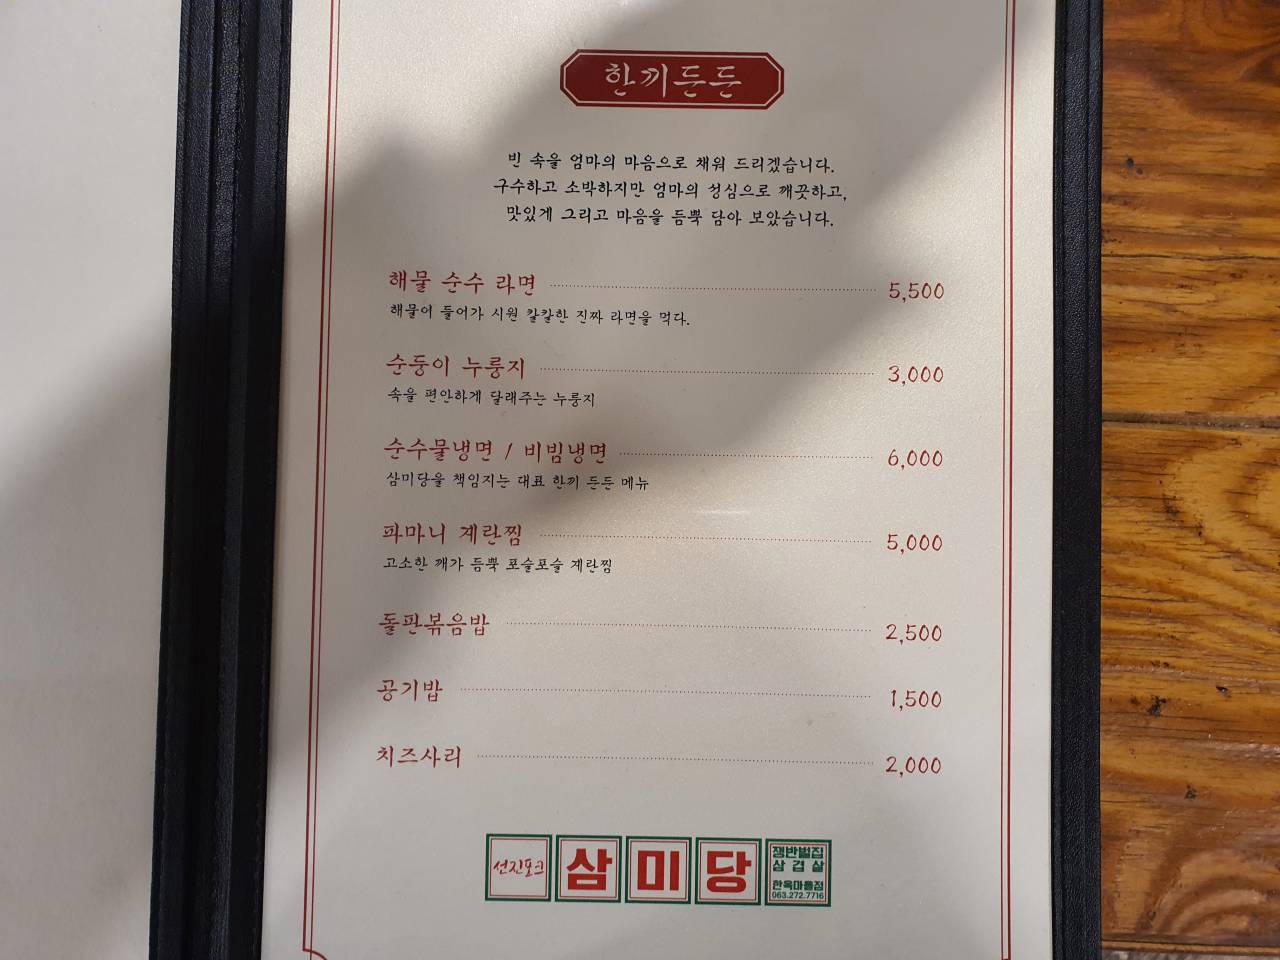 한끼든든
빈 속을 엄마의 마음으로 채워 드리겠습니다.
구수하고 소박하지만 엄마의 성심으로 깨끗하고,
맛있게 그리고 마음을 듬뿍 담아 보았습니다.
해물 순수 라면 5,500
해물이 들어가 시원 칼칼한 진짜 라면을 먹다.
순둥이 누룽지 3,000
속을 편안하게 달래주는 누룽지
순수물냉면 / 비빔냉면 6,000
삼미당을 책임지는 대표 한끼 든든 메뉴
파마니 계란찜 5,000
고소한 깨가 듬뿍 포슬포슬 계란찜
돌판볶음밥 2,500
공기밥 1,500
치즈사리 2,000
선진포크 삼미당
쟁반벌집
삼겹살
한옥마을점
063.272.7716